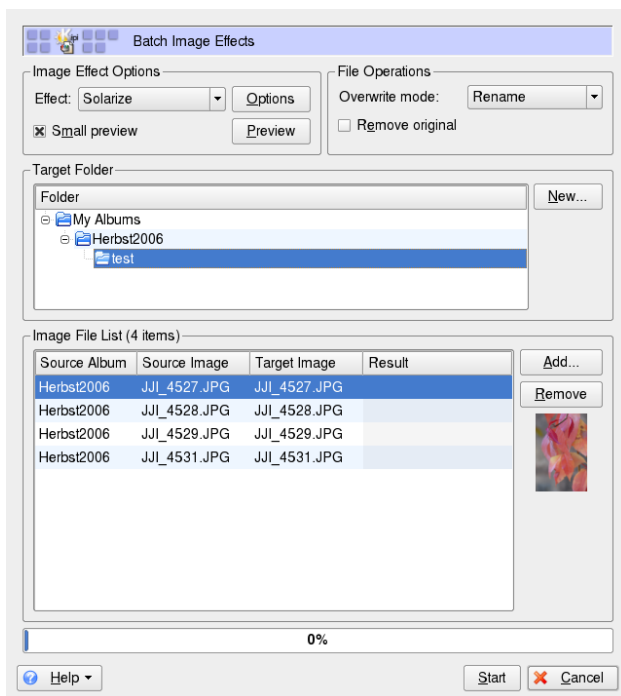 Batch Image Effects
Image Effect Options
Effect: Solarize Options
Small preview Preview
File Operations
Overwrite mode: Rename
Remove original
Target Folder
Folder New...
My Albums
Herbst2006
test
Image File List (4 items)
Source Album Source Image Target Image Result Add...
Herbst2006 JJI_4527.JPG JJI_4527.JPG Remove
Herbst2006 JJI_4528.JPG JJI_4528.JPG
Herbst2006 JJI_4529.JPG JJI_4529.JPG
Herbst2006 JJI_4531.JPG JJI_4531.JPG
0%
Help Start Cancel